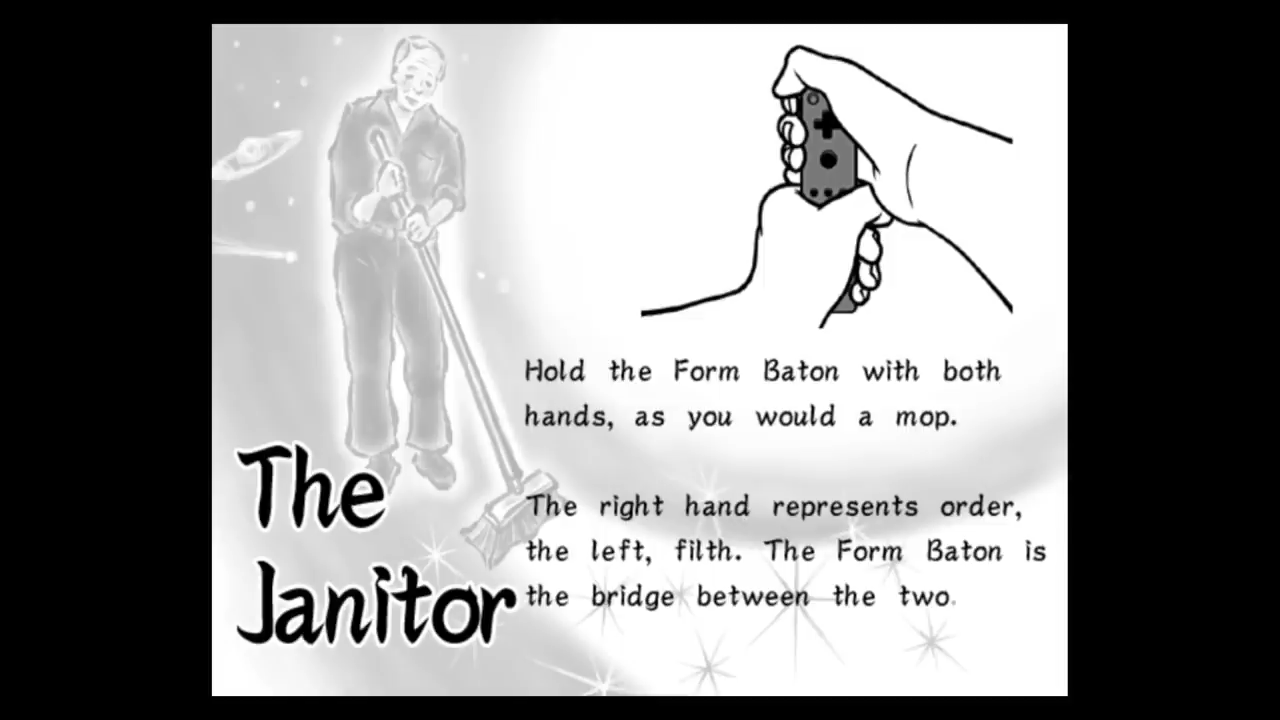 Hold the Form Baton with both
hands, as you would a mop.
The right hand represents order,
the left, filth. The Form Baton is
the bridge between the two.
The
Janitor